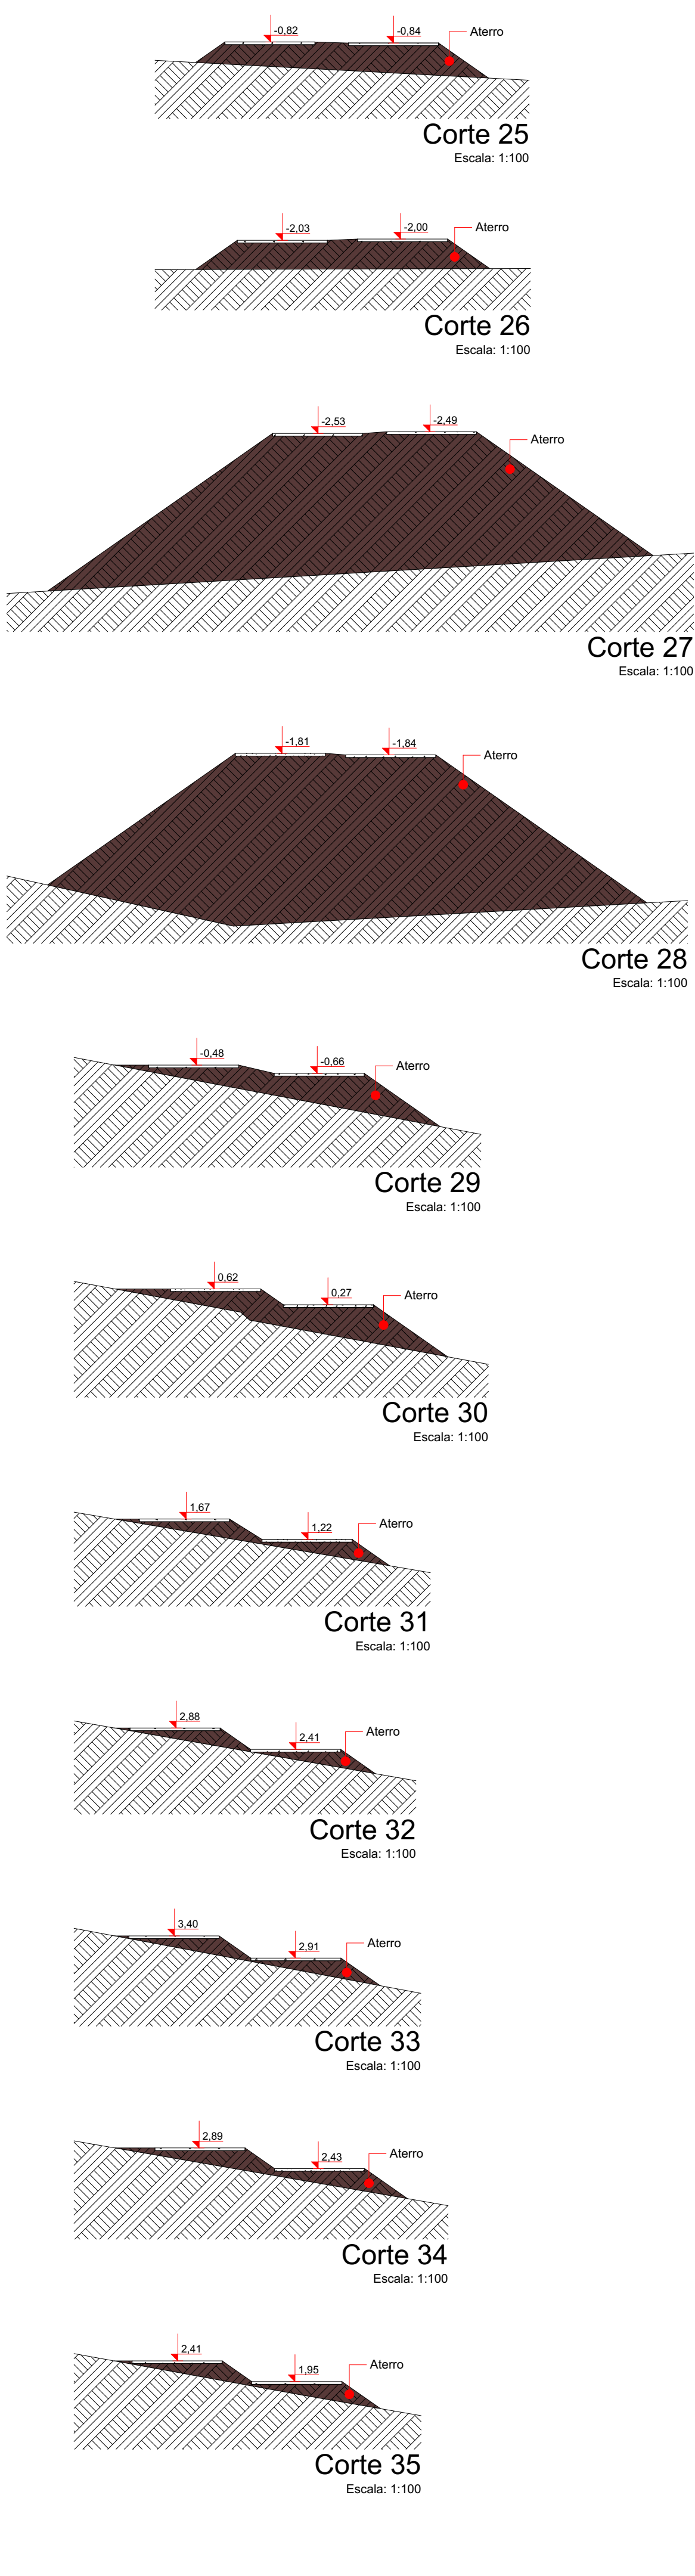 -0,82
-0,84
Aterro
Corte 25
Escala: 1:100
-2,03
-2,00
Aterro
Corte 26
Escala: 1:100
-2,53
-2,49
Aterro
Corte 27
Escala: 1:100
-1,81
-1,84
Aterro
Corte 28
Escala: 1:100
-0,48
-0,66
Aterro
Corte 29
Escala: 1:100
0,62
0,27
Aterro
Corte 30
Escala: 1:100
1,67
1,22
Aterro
Corte 31
Escala: 1:100
2,88
2,41
Aterro
Corte 32
Escala: 1:100
3,40
2,91
Aterro
Corte 33
Escala: 1:100
2,89
2,43
Aterro
Corte 34
Escala: 1:100
2,41
1,95
Aterro
Corte 35
Escala: 1:100